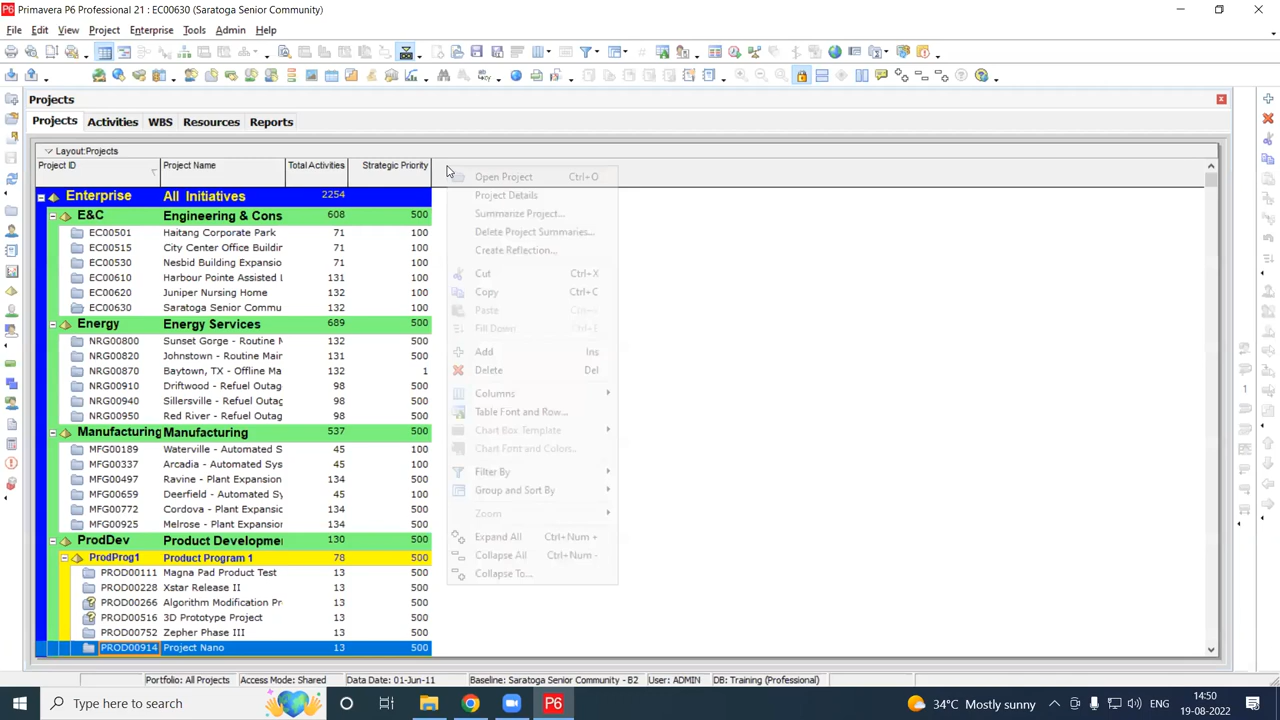 P6 Primavera P6 Professional 21 : EC00630 (Saratoga Senior Community)
File Edit View Project Enterprise Tools Admin Help
Projects
Projects Activities WBS Resources Reports
Layout:Projects
Project ID Project Name Total Activities Strategic Priority
Enterprise All Initiatives 2254
E&C Engineering & Cons 608 500
EC00501 Haitang Corporate Park 71 100
EC00515 City Center Office Buildin 71 100
EC00530 Nesbid Building Expansio 71 100
EC00610 Harbour Pointe Assisted L 131 100
EC00620 Juniper Nursing Home 132 100
EC00630 Saratoga Senior Commu 132 100
Energy Energy Services 689 500
NRG00800 Sunset Gorge - Routine M 132 500
NRG00820 Johnstown - Routine Main 131 500
NRG00870 Baytown, TX - Offline Ma 132 1
NRG00910 Driftwood - Refuel Outag 98 500
NRG00940 Sillersville - Refuel Outag 98 500
NRG00950 Red River - Refuel Outag 98 500
Manufacturing Manufacturing 537 500
MFG00189 Waterville - Automated S 45 100
MFG00337 Arcadia - Automated Sys 45 100
MFG00497 Ravine - Plant Expansion 134 500
MFG00659 Deerfield - Automated S 45 100
MFG00772 Cordova - Plant Expansio 134 500
MFG00925 Melrose - Plant Expansio 134 500
ProdDev Product Developme 130 500
ProdProg1 Product Program 1 78 500
PROD00111 Magna Pad Product Test 13 500
PROD00228 Xstar Release II 13 500
PROD00266 Algorithm Modification Pr 13 500
PROD00516 3D Prototype Project 13 500
PROD00752 Zepher Phase III 13 500
PROD00914 Project Nano 13 500
Open Project Ctrl+O
Project Details
Summarize Project...
Delete Project Summaries...
Create Reflection...
Cut Ctrl+X
Copy Ctrl+C
Paste Ctrl+V
Fill Down Ctrl+E
Add Ins
Delete Del
Columns
Table Font and Row...
Chart Box Template
Chart Font and Colors...
Filter By
Group and Sort By
Zoom
Expand All Ctrl+Num +
Collapse All Ctrl+Num -
Collapse To...
Portfolio: All Projects Access Mode: Shared Data Date: 01-Jun-11 Baseline: Saratoga Senior Community - B2 User: ADMIN DB: Training (Professional)
Type here to search P6 34°C Mostly sunny ENG 14:50
19-08-2022